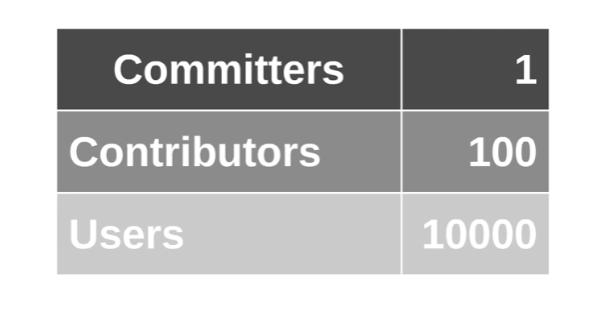 Committers 1
Contributors 100
Users 10000